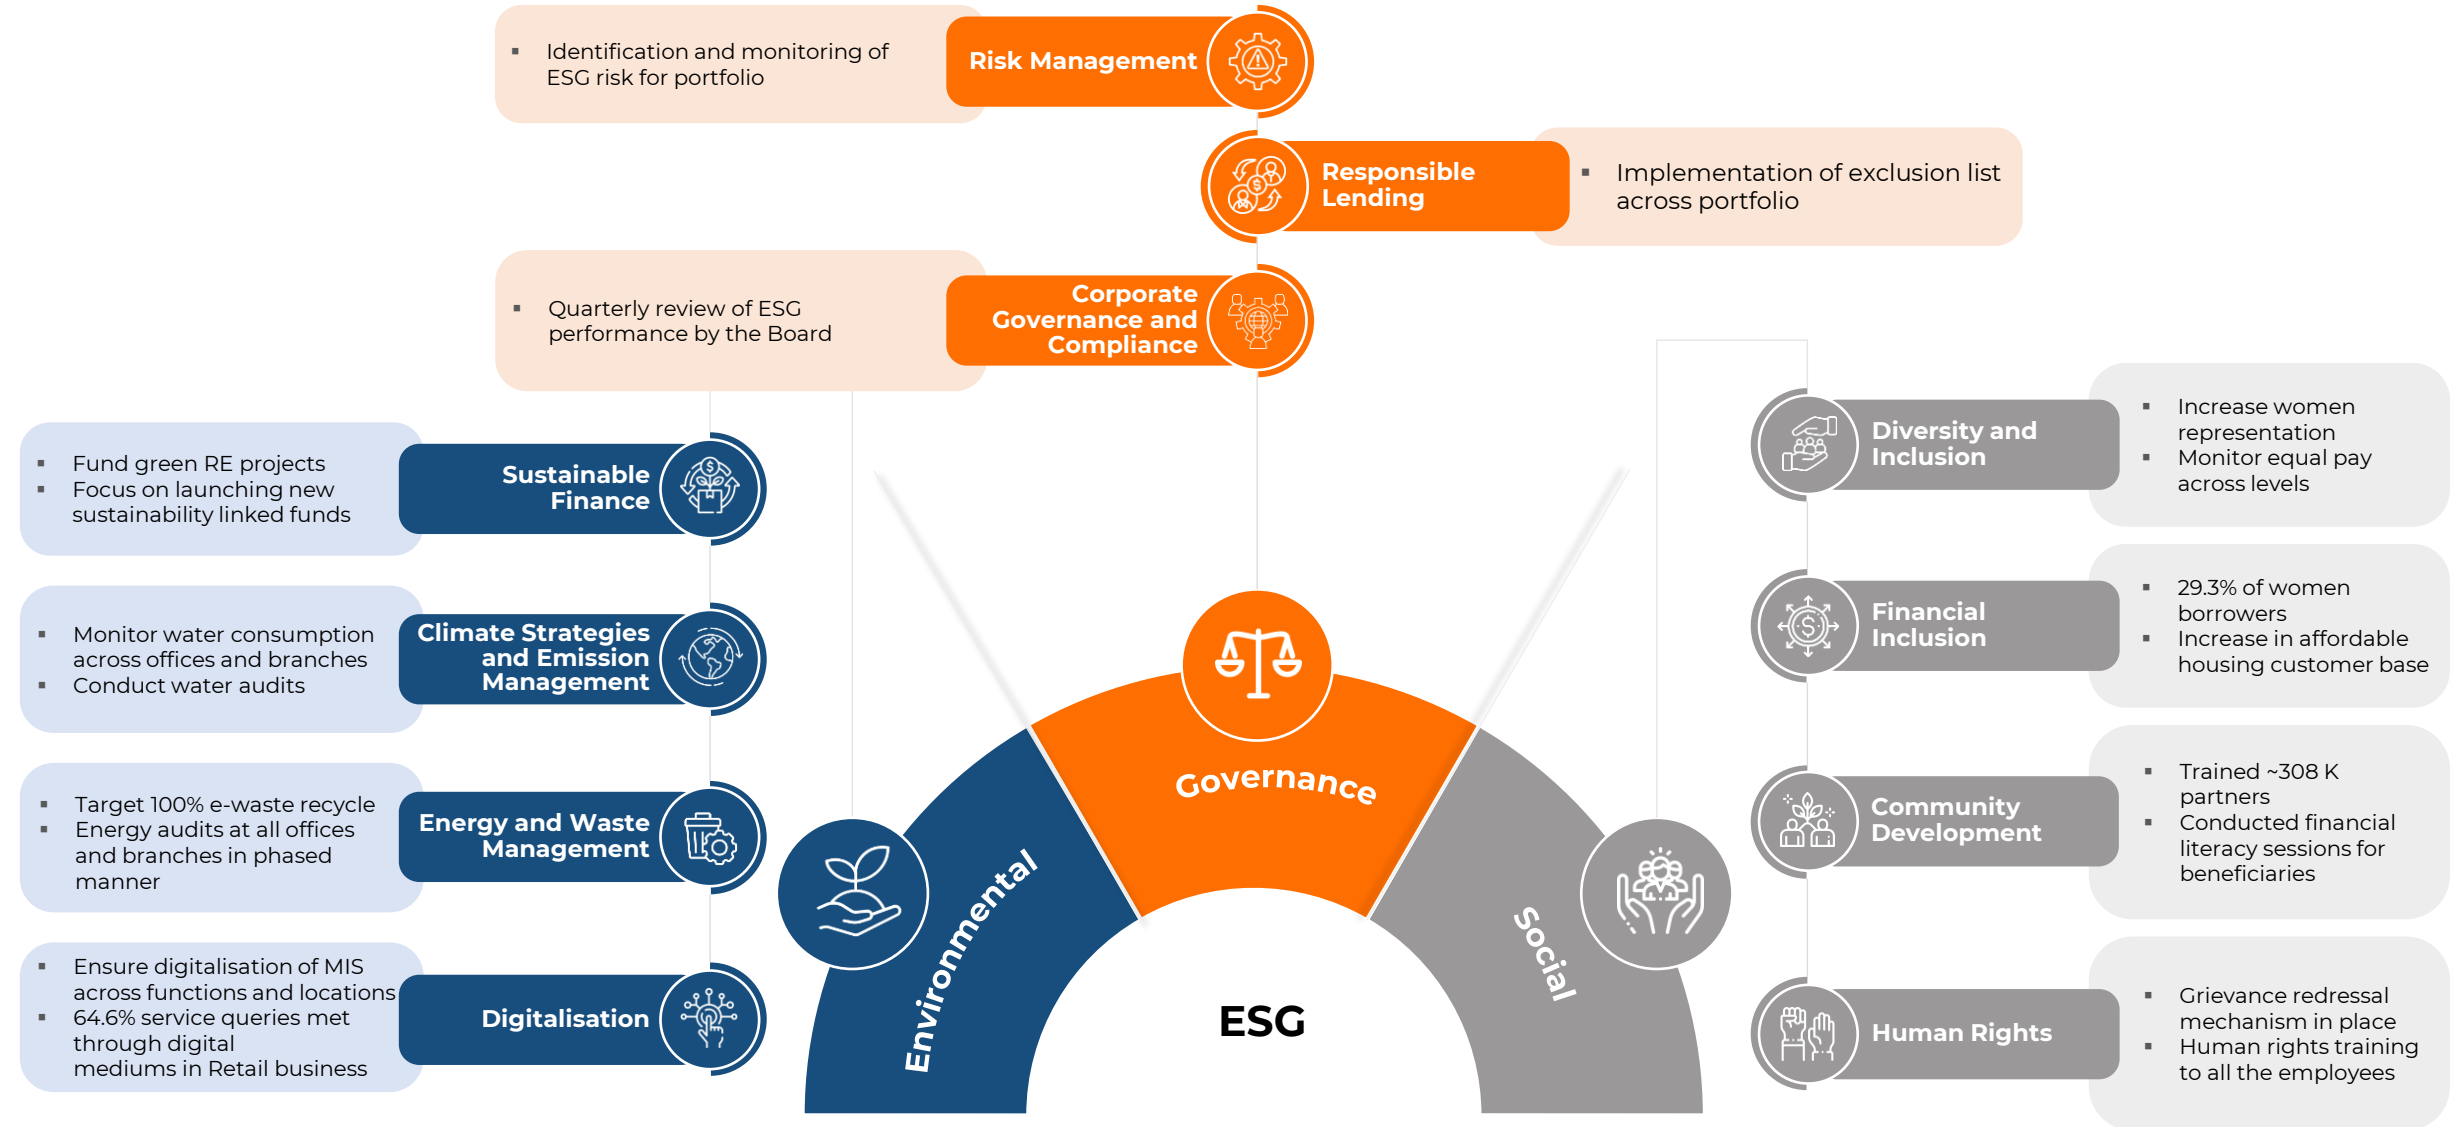 Identification and monitoring of
ESG risk for portfolio
Risk Management
Responsible
Lending
Implementation of exclusion list
across portfolio
Quarterly review of ESG
performance by the Board
Corporate
Governance and
Compliance
Fund green RE projects
Focus on launching new
sustainability linked funds
Sustainable
Finance
Monitor water consumption
across offices and branches
Conduct water audits
Climate Strategies
and Emission
Management
Target 100% e-waste recycle
Energy audits at all offices
and branches in phased
manner
Energy and Waste
Management
Ensure digitalisation of MIS
across functions and locations
64.6% service queries met
through digital
mediums in Retail business
Digitalisation
Environmental
Governance
Social
ESG
Diversity and
Inclusion
Increase women
representation
Monitor equal pay
across levels
Financial
Inclusion
29.3% of women
borrowers
Increase in affordable
housing customer base
Community
Development
Trained ~308 K
partners
Conducted financial
literacy sessions for
beneficiaries
Human Rights
Grievance redressal
mechanism in place
Human rights training
to all the employees